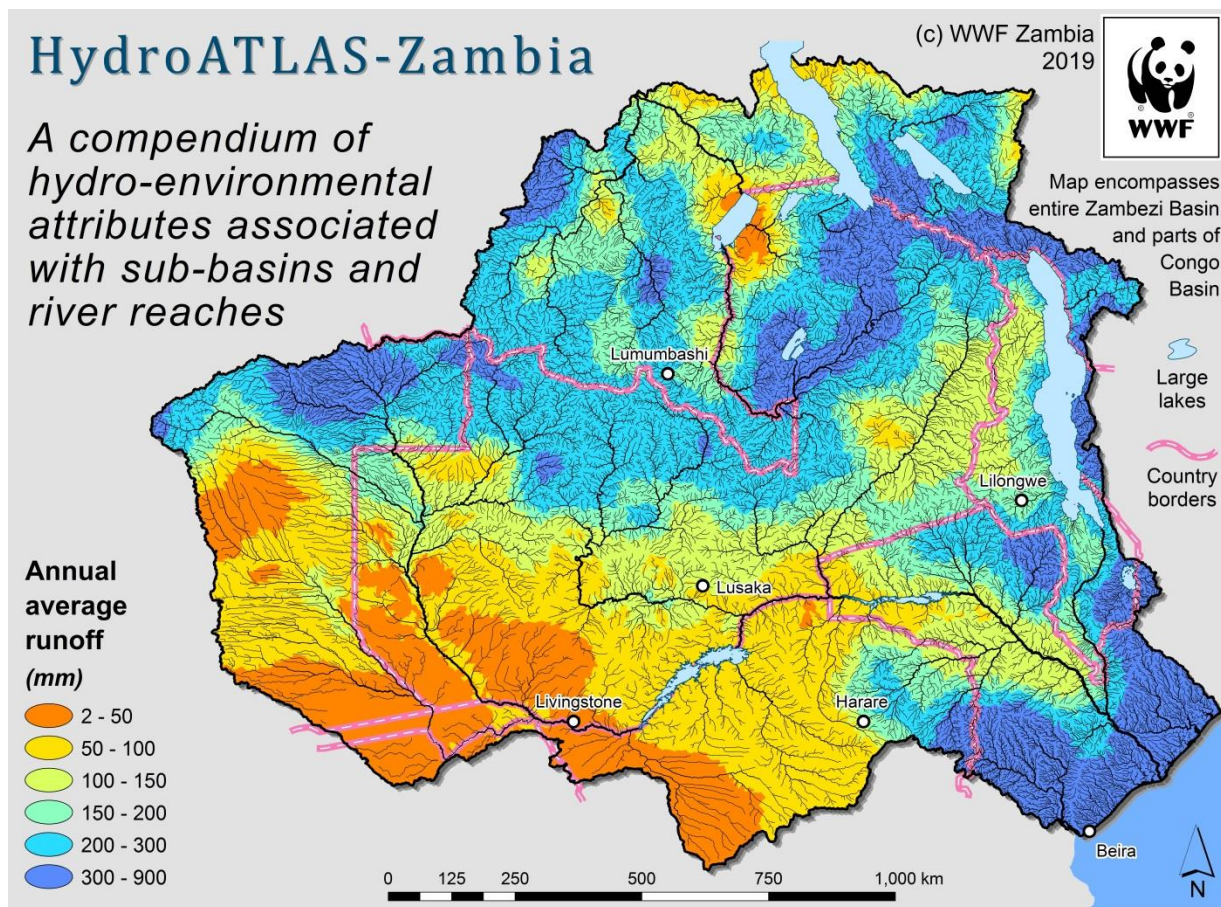 HydroATLAS-Zambia
A compendium of
hydro-environmental
attributes associated
with sub-basins and
river reaches
(c) WWF Zambia
2019
WWF
Map encompasses
entire Zambezi Basin
and parts of
Congo
Basin
Large
lakes
Country
borders
Lumumbashi
Lilongwe
Lusaka
Livingstone
Harare
Beira
Annual
average
runoff
(mm)
2 - 50
50 - 100
100 - 150
150 - 200
200 - 300
300 - 900
0 125 250 500 750 1,000 km
N